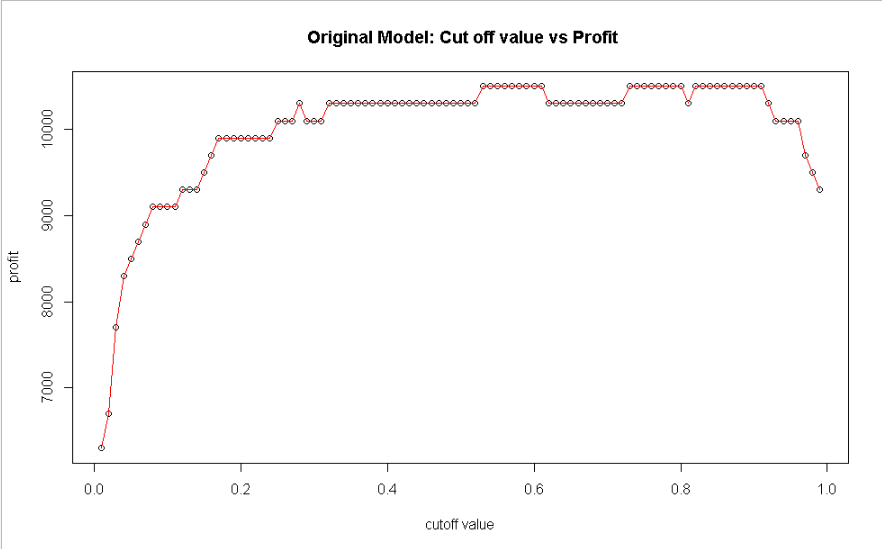 Original Model: Cut off value vs Profit
10000
9000
8000
7000
profit
0.0 0.2 0.4 0.6 0.8 1.0
cutoff value